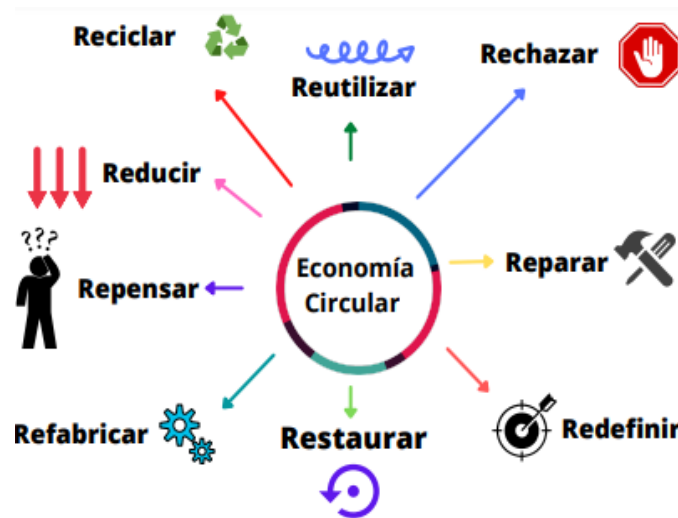 Reciclar
Reutilizar
Rechazar
Reducir
???
Economía
Circular
Reparar
Repensar
Refabricar
Restaurar
Redefinir